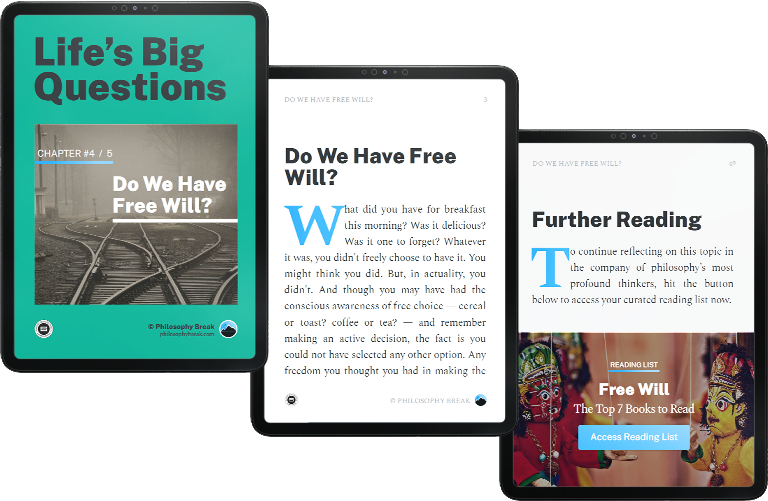 Life's Big
Questions
CHAPTER #4 / 5
Do We Have
Free Will?
© Philosophy Break
philosophybreak.com
DO WE HAVE FREE WILL?
3
Do We Have Free
Will?
What did you have for breakfast
this morning? Was it delicious?
Was it one to forget? Whatever
it was, you didn't freely choose to have it. You
might think you did. But, in actuality, you
didn't. And though you may have had the
conscious awareness of free choice — cereal
or toast? coffee or tea? — and remember
making an active decision, the fact is you
could not have selected any other option. Any
freedom you thought you had in making the
© PHILOSOPHY BREAK
DO WE HAVE FREE WILL?
Further Reading
To continue reflecting on this topic in
the company of philosophy's most
profound thinkers, hit the button
below to access your curated reading list now.
READING LIST
Free Will
The Top 7 Books to Read
Access Reading List